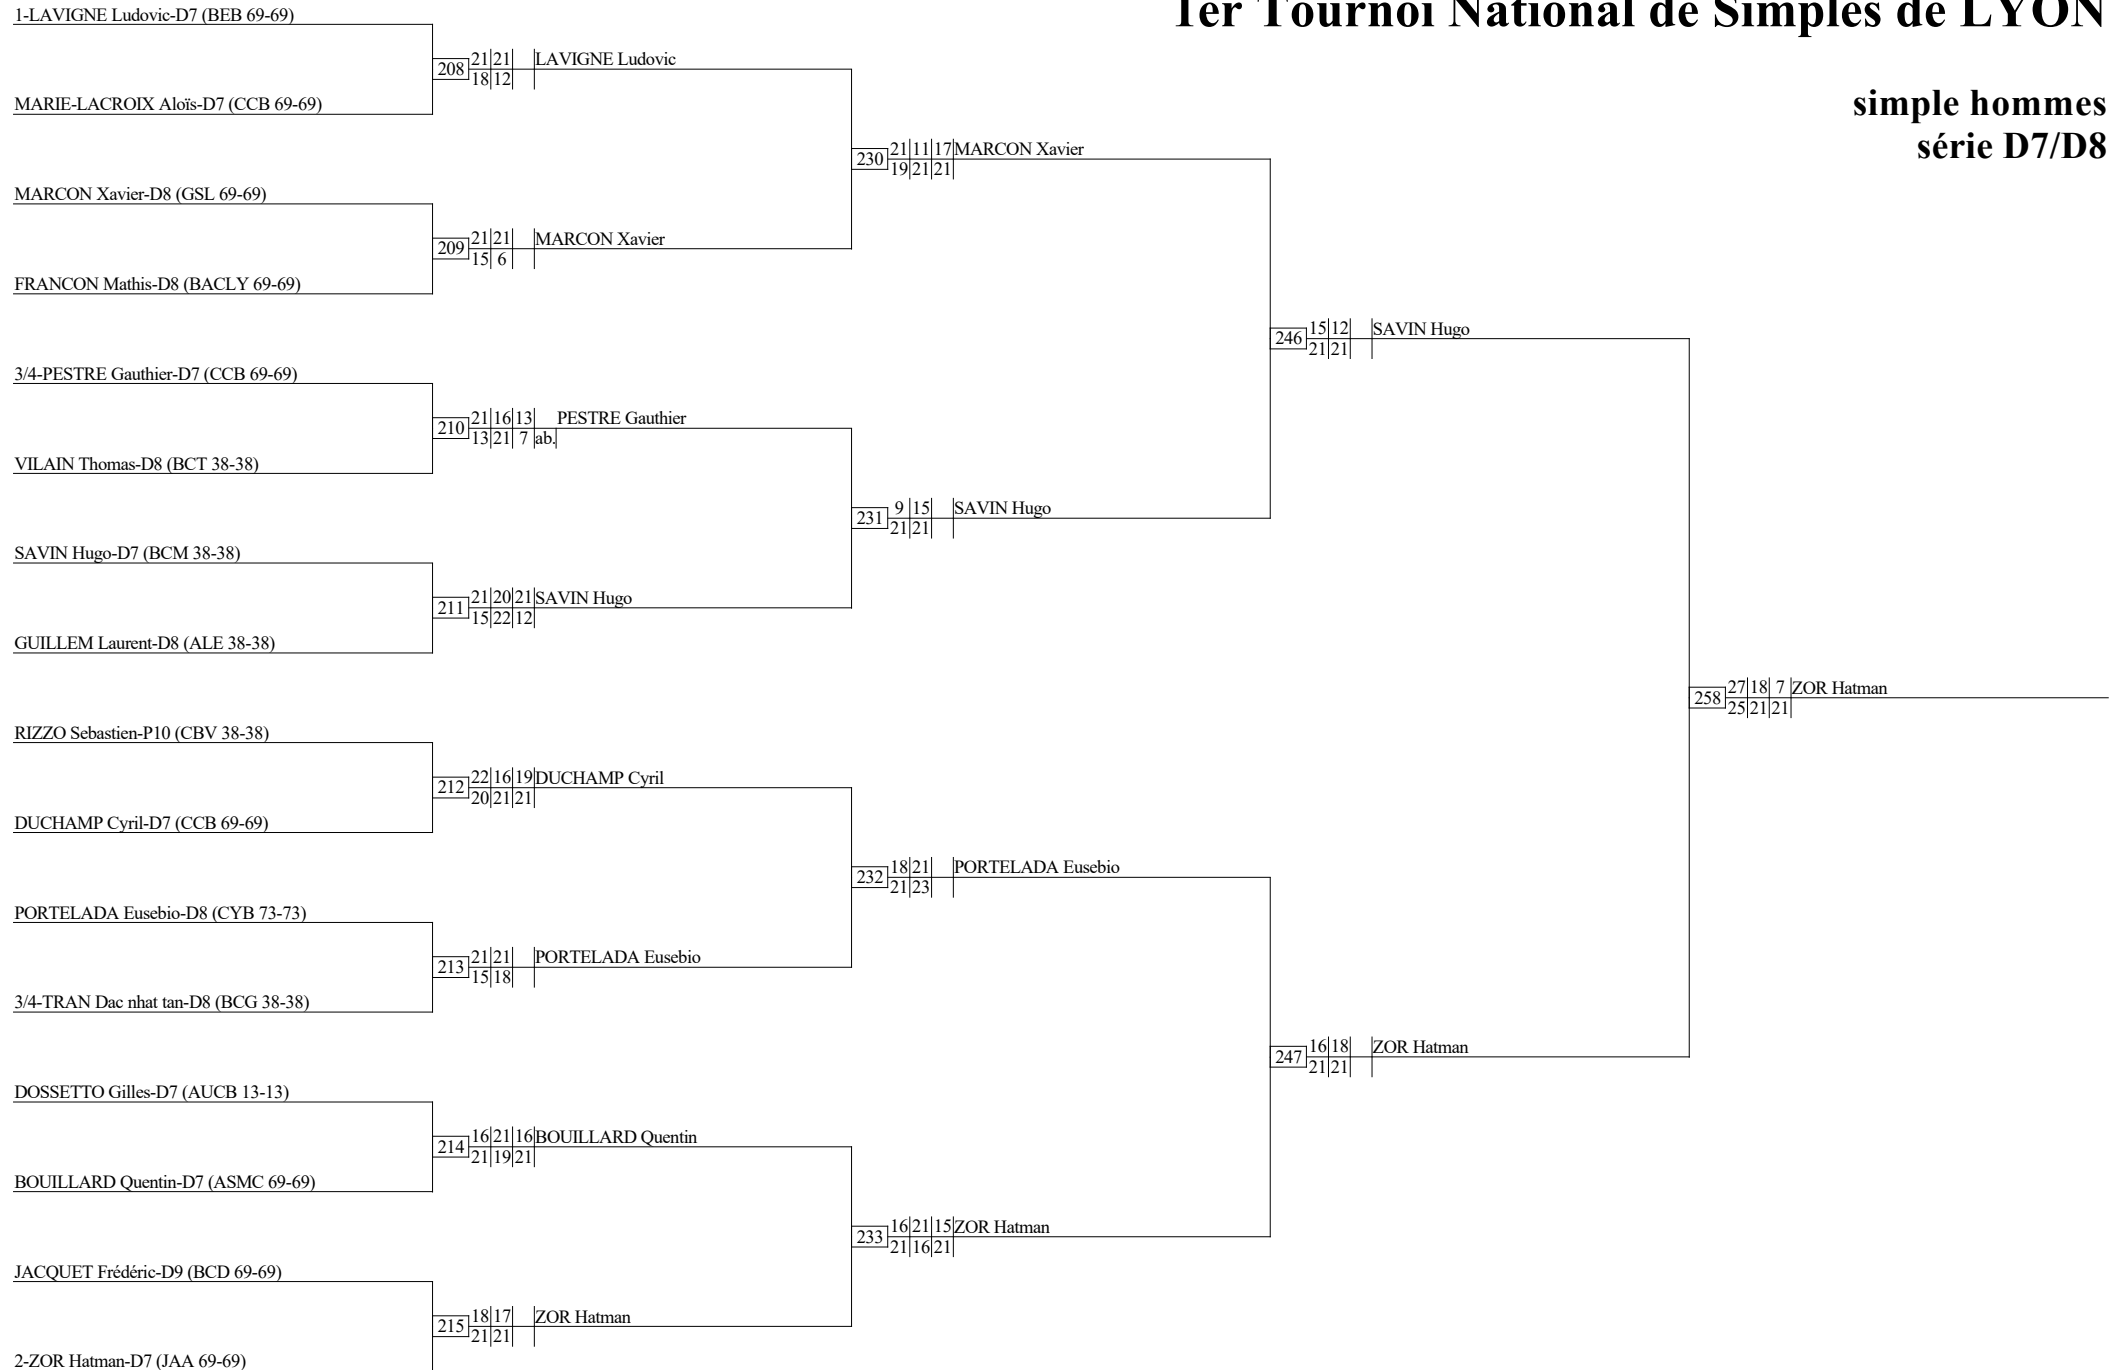 1er Tournoi National de Simples de LYON
simple hommes
série D7/D8
1-LAVIGNE Ludovic-D7 (BEB 69-69)
208 21 21 LAVIGNE Ludovic
18 12
MARIE-LACROIX Aloïs-D7 (CCB 69-69)
230 21 11 17 MARCON Xavier
19 21 21
MARCON Xavier-D8 (GSL 69-69)
209 21 21 MARCON Xavier
15 6
FRANCON Mathis-D8 (BACLY 69-69)
246 15 12 SAVIN Hugo
21 21
3/4-PESTRE Gauthier-D7 (CCB 69-69)
210 21 16 13 PESTRE Gauthier
13 21 7 ab.
VILAIN Thomas-D8 (BCT 38-38)
231 9 15 SAVIN Hugo
21 21
SAVIN Hugo-D7 (BCM 38-38)
211 21 20 21 SAVIN Hugo
15 22 12
GUILLEM Laurent-D8 (ALE 38-38)
258 27 18 7 ZOR Hatman
25 21 21
RIZZO Sebastien-P10 (CBV 38-38)
212 22 16 19 DUCHAMP Cyril
20 21 21
DUCHAMP Cyril-D7 (CCB 69-69)
232 18 21 PORTELADA Eusebio
21 23
PORTELADA Eusebio-D8 (CYB 73-73)
213 21 21 PORTELADA Eusebio
15 18
3/4-TRAN Dac nhat tan-D8 (BCG 38-38)
247 16 18 ZOR Hatman
21 21
DOSSETTO Gilles-D7 (AUCB 13-13)
214 16 21 16 BOUILLARD Quentin
21 19 21
BOUILLARD Quentin-D7 (ASMC 69-69)
233 16 21 15 ZOR Hatman
21 16 21
JACQUET Frédéric-D9 (BCD 69-69)
215 18 17 ZOR Hatman
21 21
2-ZOR Hatman-D7 (JAA 69-69)